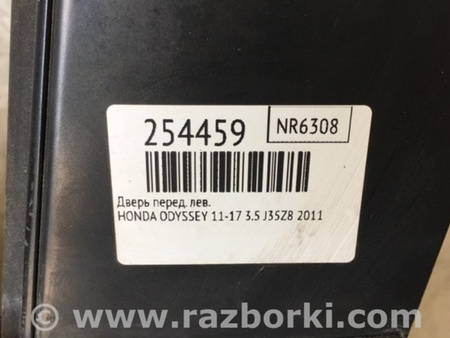 254459
NR6308
Дверь перед. лев.
HONDA ODYSSEY 11-17 3.5 J35Z8 2011
© www.razborki.com